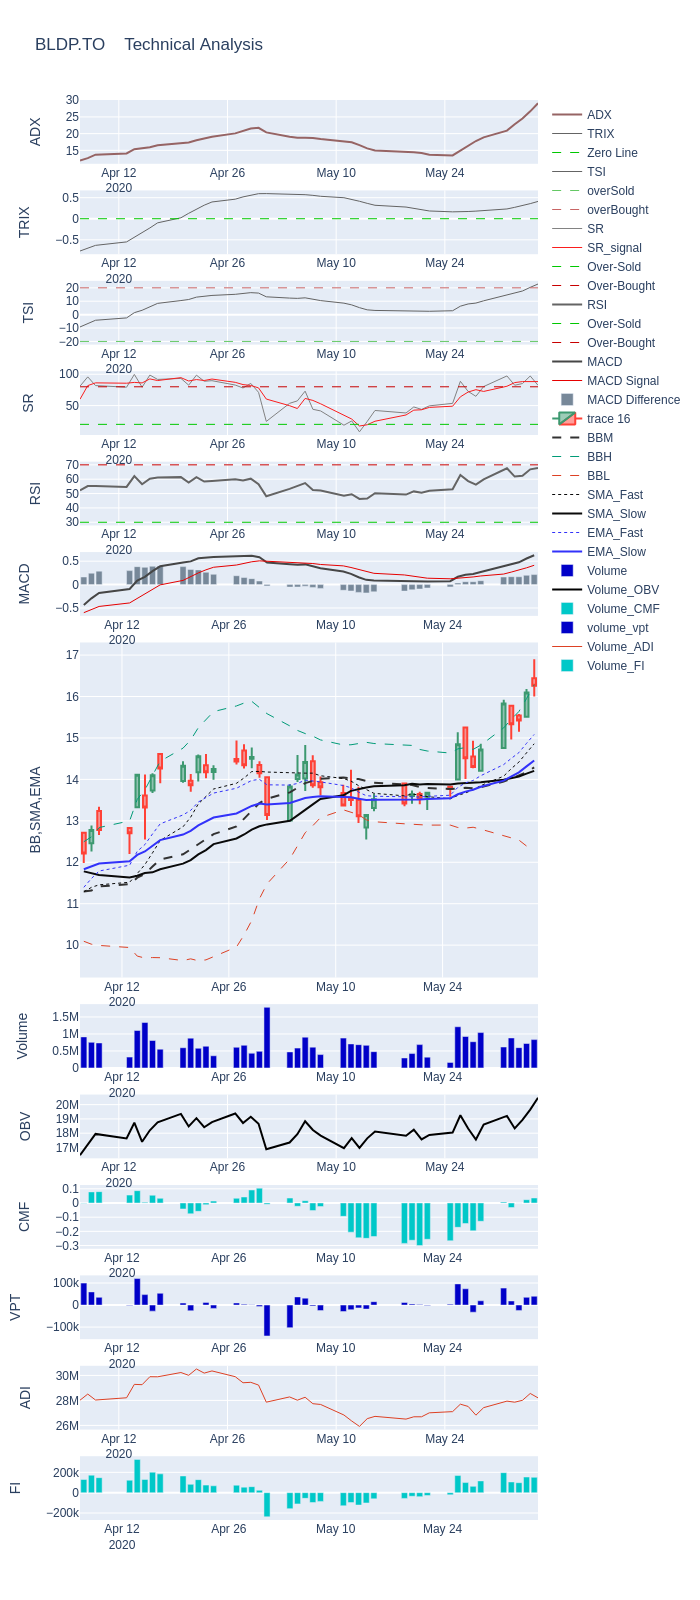 BLDP.TO    Technical Analysis
30
25
20
15
ADX
Apr 12
2020
Apr 26
May 10
May 24
0.5
0
−0.5
TRIX
Apr 12
2020
Apr 26
May 10
May 24
20
10
0
−10
−20
TSI
Apr 12
2020
Apr 26
May 10
May 24
100
50
SR
Apr 12
2020
Apr 26
May 10
May 24
70
60
50
40
30
RSI
Apr 12
2020
Apr 26
May 10
May 24
0.5
0
−0.5
MACD
Apr 12
2020
Apr 26
May 10
May 24
17
16
15
14
13
12
11
10
BB,SMA,EMA
Apr 12
2020
Apr 26
May 10
May 24
1.5M
1M
0.5M
0
Volume
Apr 12
2020
Apr 26
May 10
May 24
20M
19M
18M
17M
OBV
Apr 12
2020
Apr 26
May 10
May 24
0.1
0
−0.1
−0.2
−0.3
CMF
Apr 12
2020
Apr 26
May 10
May 24
100k
0
−100k
VPT
Apr 12
2020
Apr 26
May 10
May 24
30M
28M
26M
ADI
Apr 12
2020
Apr 26
May 10
May 24
200k
0
−200k
FI
Apr 12
2020
Apr 26
May 10
May 24
ADX
TRIX
Zero Line
TSI
overSold
overBought
SR
SR_signal
Over-Sold
Over-Bought
RSI
Over-Sold
Over-Bought
MACD
MACD Signal
MACD Difference
trace 16
BBM
BBH
BBL
SMA_Fast
SMA_Slow
EMA_Fast
EMA_Slow
Volume
Volume_OBV
Volume_CMF
volume_vpt
Volume_ADI
Volume_FI